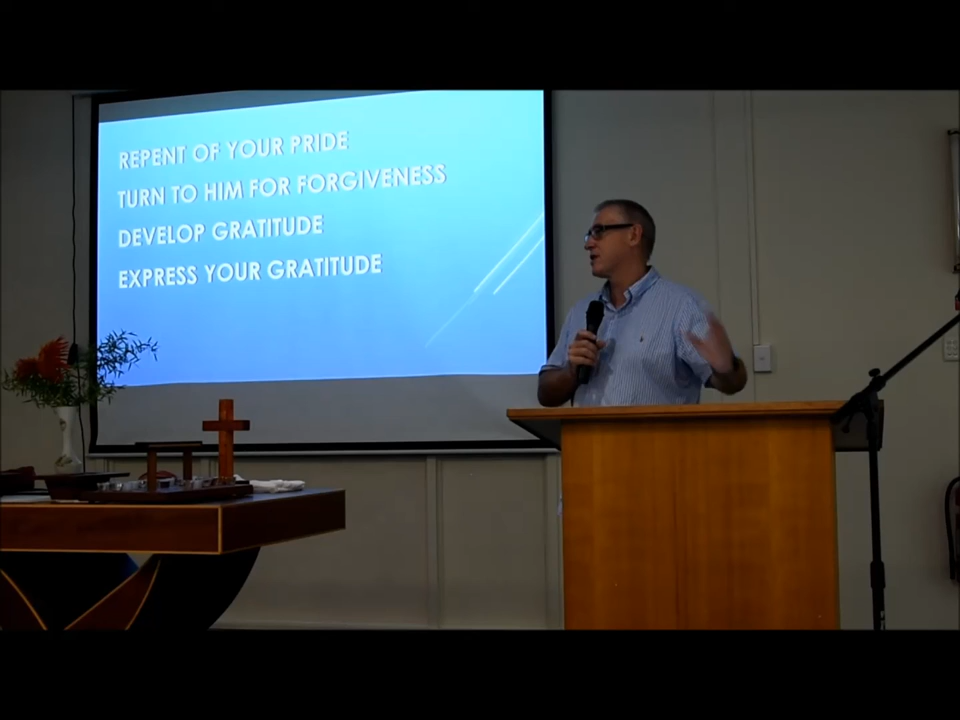 REPENT OF YOUR PRIDE
TURN TO HIM FOR FORGIVENESS
DEVELOP GRATITUDE
EXPRESS YOUR GRATITUDE